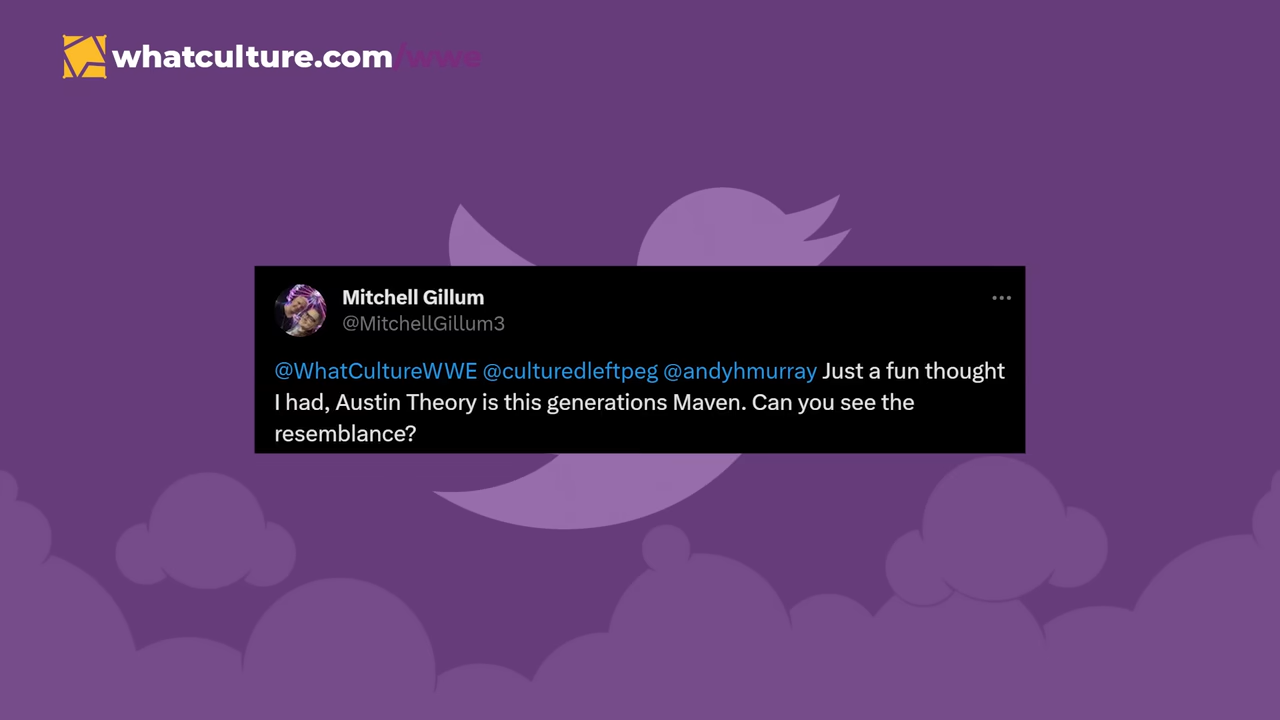 whatculture.com/wwe
Mitchell Gillum
@MitchellGillum3
@WhatCultureWWE @culturedleftpeg @andyhmurray Just a fun thought
I had, Austin Theory is this generations Maven. Can you see the
resemblance?